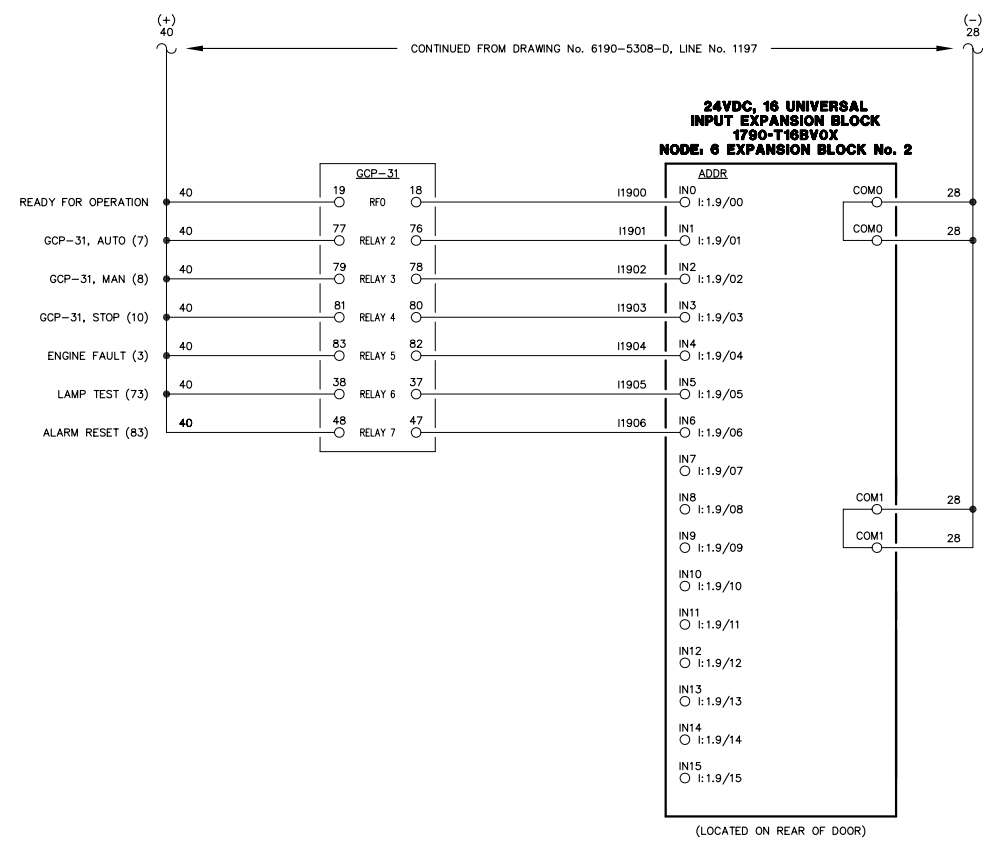 (+) (−)
40 28
CONTINUED FROM DRAWING No. 6190-5308-D, LINE No. 1197
24VDC, 16 UNIVERSAL
INPUT EXPANSION BLOCK
1790-T16BV0X
NODE: 6 EXPANSION BLOCK No. 2
GCP-31 ADDR
READY FOR OPERATION 40 19 RFO 18 I1900 IN0 I:1.9/00 COM0 28
GCP-31, AUTO (7) 40 77 RELAY 2 76 I1901 IN1 I:1.9/01 COM0 28
GCP-31, MAN (8) 40 79 RELAY 3 78 I1902 IN2 I:1.9/02
GCP-31, STOP (10) 40 81 RELAY 4 80 I1903 IN3 I:1.9/03
ENGINE FAULT (3) 40 83 RELAY 5 82 I1904 IN4 I:1.9/04
LAMP TEST (73) 40 38 RELAY 6 37 I1905 IN5 I:1.9/05
ALARM RESET (83) 40 48 RELAY 7 47 I1906 IN6 I:1.9/06
IN7 I:1.9/07
IN8 I:1.9/08 COM1 28
IN9 I:1.9/09 COM1 28
IN10 I:1.9/10
IN11 I:1.9/11
IN12 I:1.9/12
IN13 I:1.9/13
IN14 I:1.9/14
IN15 I:1.9/15
(LOCATED ON REAR OF DOOR)